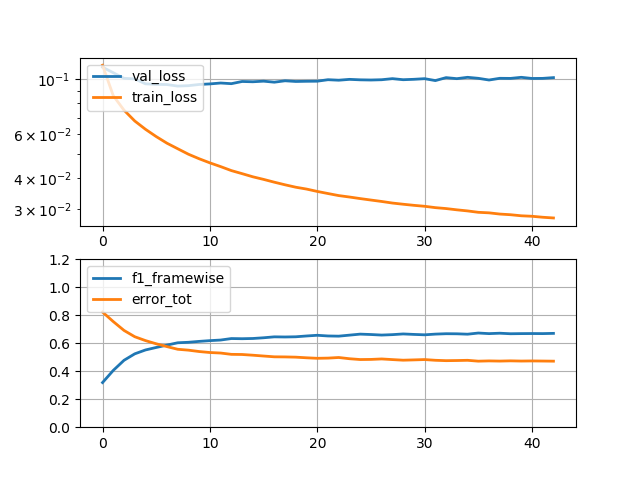 10⁻¹
6 × 10⁻²
4 × 10⁻²
3 × 10⁻²
val_loss
train_loss
0 10 20 30 40
1.2
1.0
0.8
0.6
0.4
0.2
0.0
f1_framewise
error_tot
0 10 20 30 40